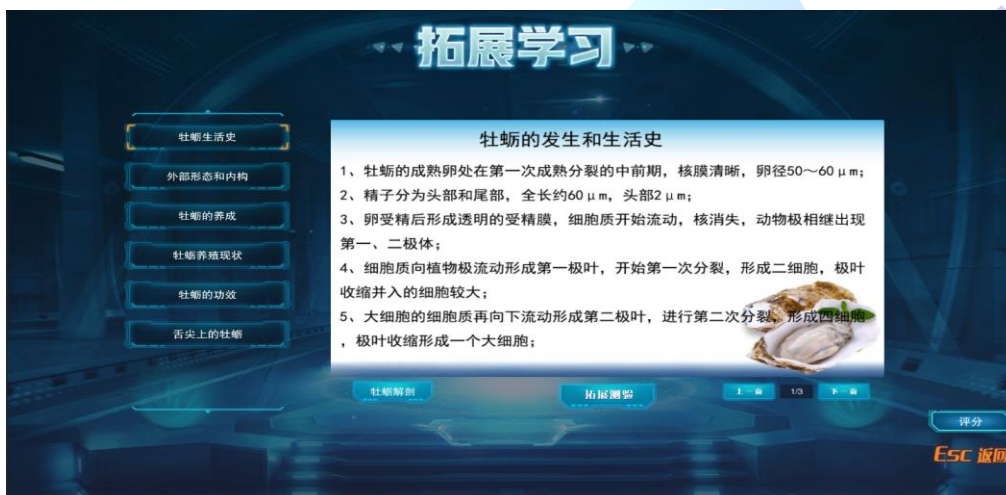 拓展学习
牡蛎生活史
外部形态和内构
牡蛎的养成
牡蛎养殖现状
牡蛎的功效
舌尖上的牡蛎
牡蛎的发生和生活史
1、牡蛎的成熟卵处在第一次成熟分裂的中前期，核膜清晰，卵径50～60μm；
2、精子分为头部和尾部，全长约60μm，头部2μm；
3、卵受精后形成透明的受精膜，细胞质开始流动，核消失，动物极相继出现
第一、二极体；
4、细胞质向植物极流动形成第一极叶，开始第一次分裂，形成二细胞，极叶
收缩并入的细胞较大；
5、大细胞的细胞质再向下流动形成第二极叶，进行第二次分裂，形成四细胞
，极叶收缩形成一个大细胞；
牡蛎解剖
拓展测验
上一页
1/3
下一页
评分
Esc 返回